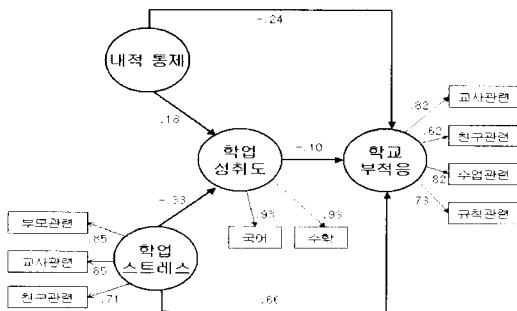 -.24
내적 통제
.18
학업
성취도
-.10
학교
부적응
.82
교사관련
.62
친구관련
.82
수업관련
.73
규칙관련
-.33
.93
국어
.93
수학
부모관련
.85
교사관련
.85
친구관련
.71
학업
스트레스
.66